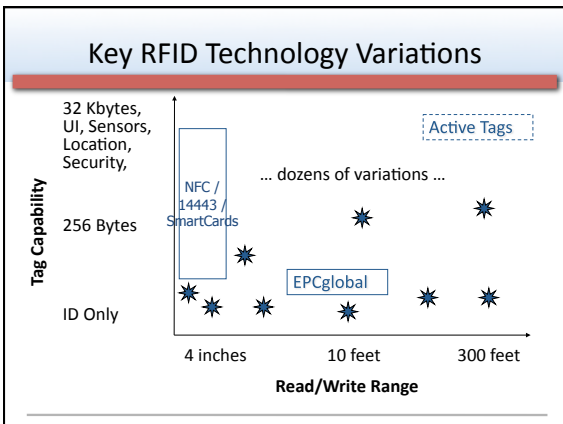 Key RFID Technology Variations
32 Kbytes,
UI, Sensors,
Location,
Security,
Active Tags
... dozens of variations ...
NFC /
14443 /
SmartCards
256 Bytes
Tag Capability
EPCglobal
ID Only
4 inches
10 feet
300 feet
Read/Write Range